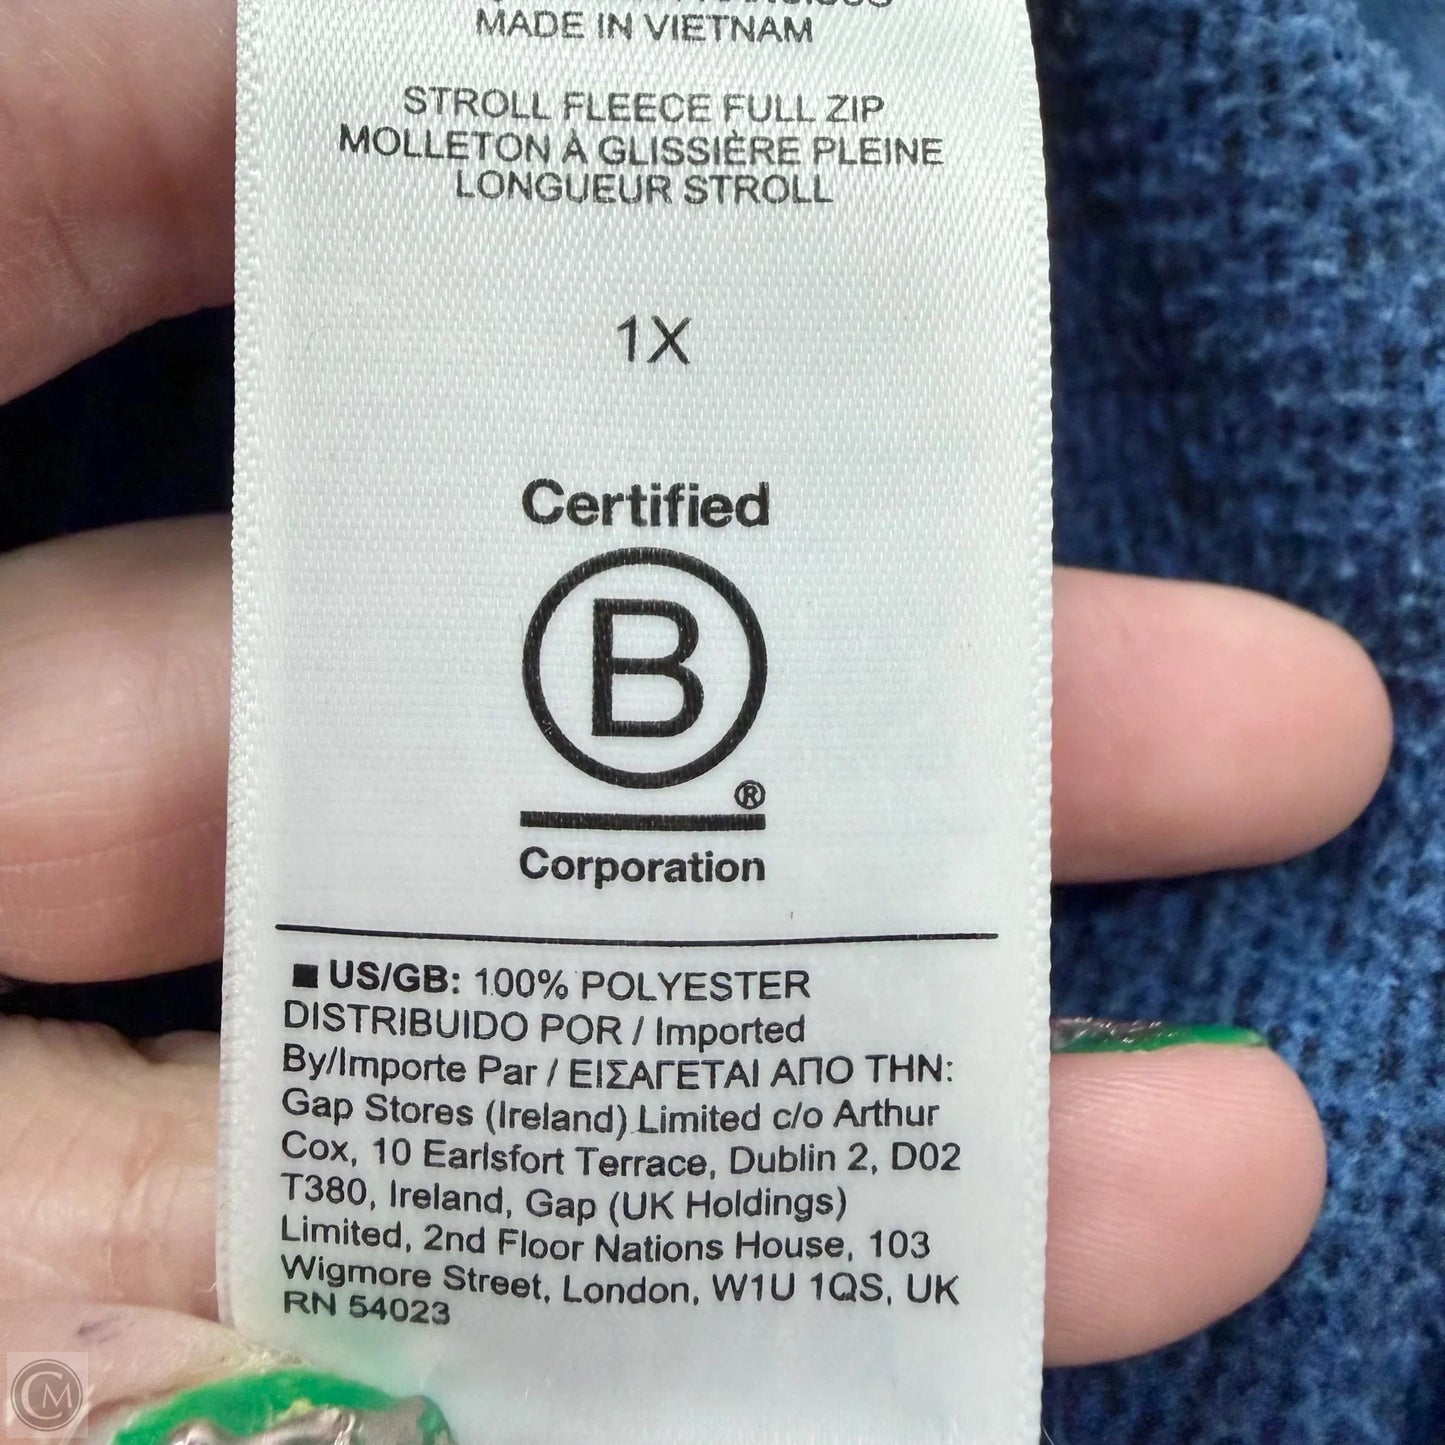 MADE IN VIETNAM
STROLL FLEECE FULL ZIP
MOLLETON À GLISSIÈRE PLEINE
LONGUEUR STROLL
1X
Certified
B
®
Corporation
■ US/GB: 100% POLYESTER
DISTRIBUIDO POR / Imported
By/Importe Par / ΕΙΣΑΓΕΤΑΙ ΑΠΟ ΤΗΝ:
Gap Stores (Ireland) Limited c/o Arthur
Cox, 10 Earlsfort Terrace, Dublin 2, D02
T380, Ireland, Gap (UK Holdings)
Limited, 2nd Floor Nations House, 103
Wigmore Street, London, W1U 1QS, UK
RN 54023
CM